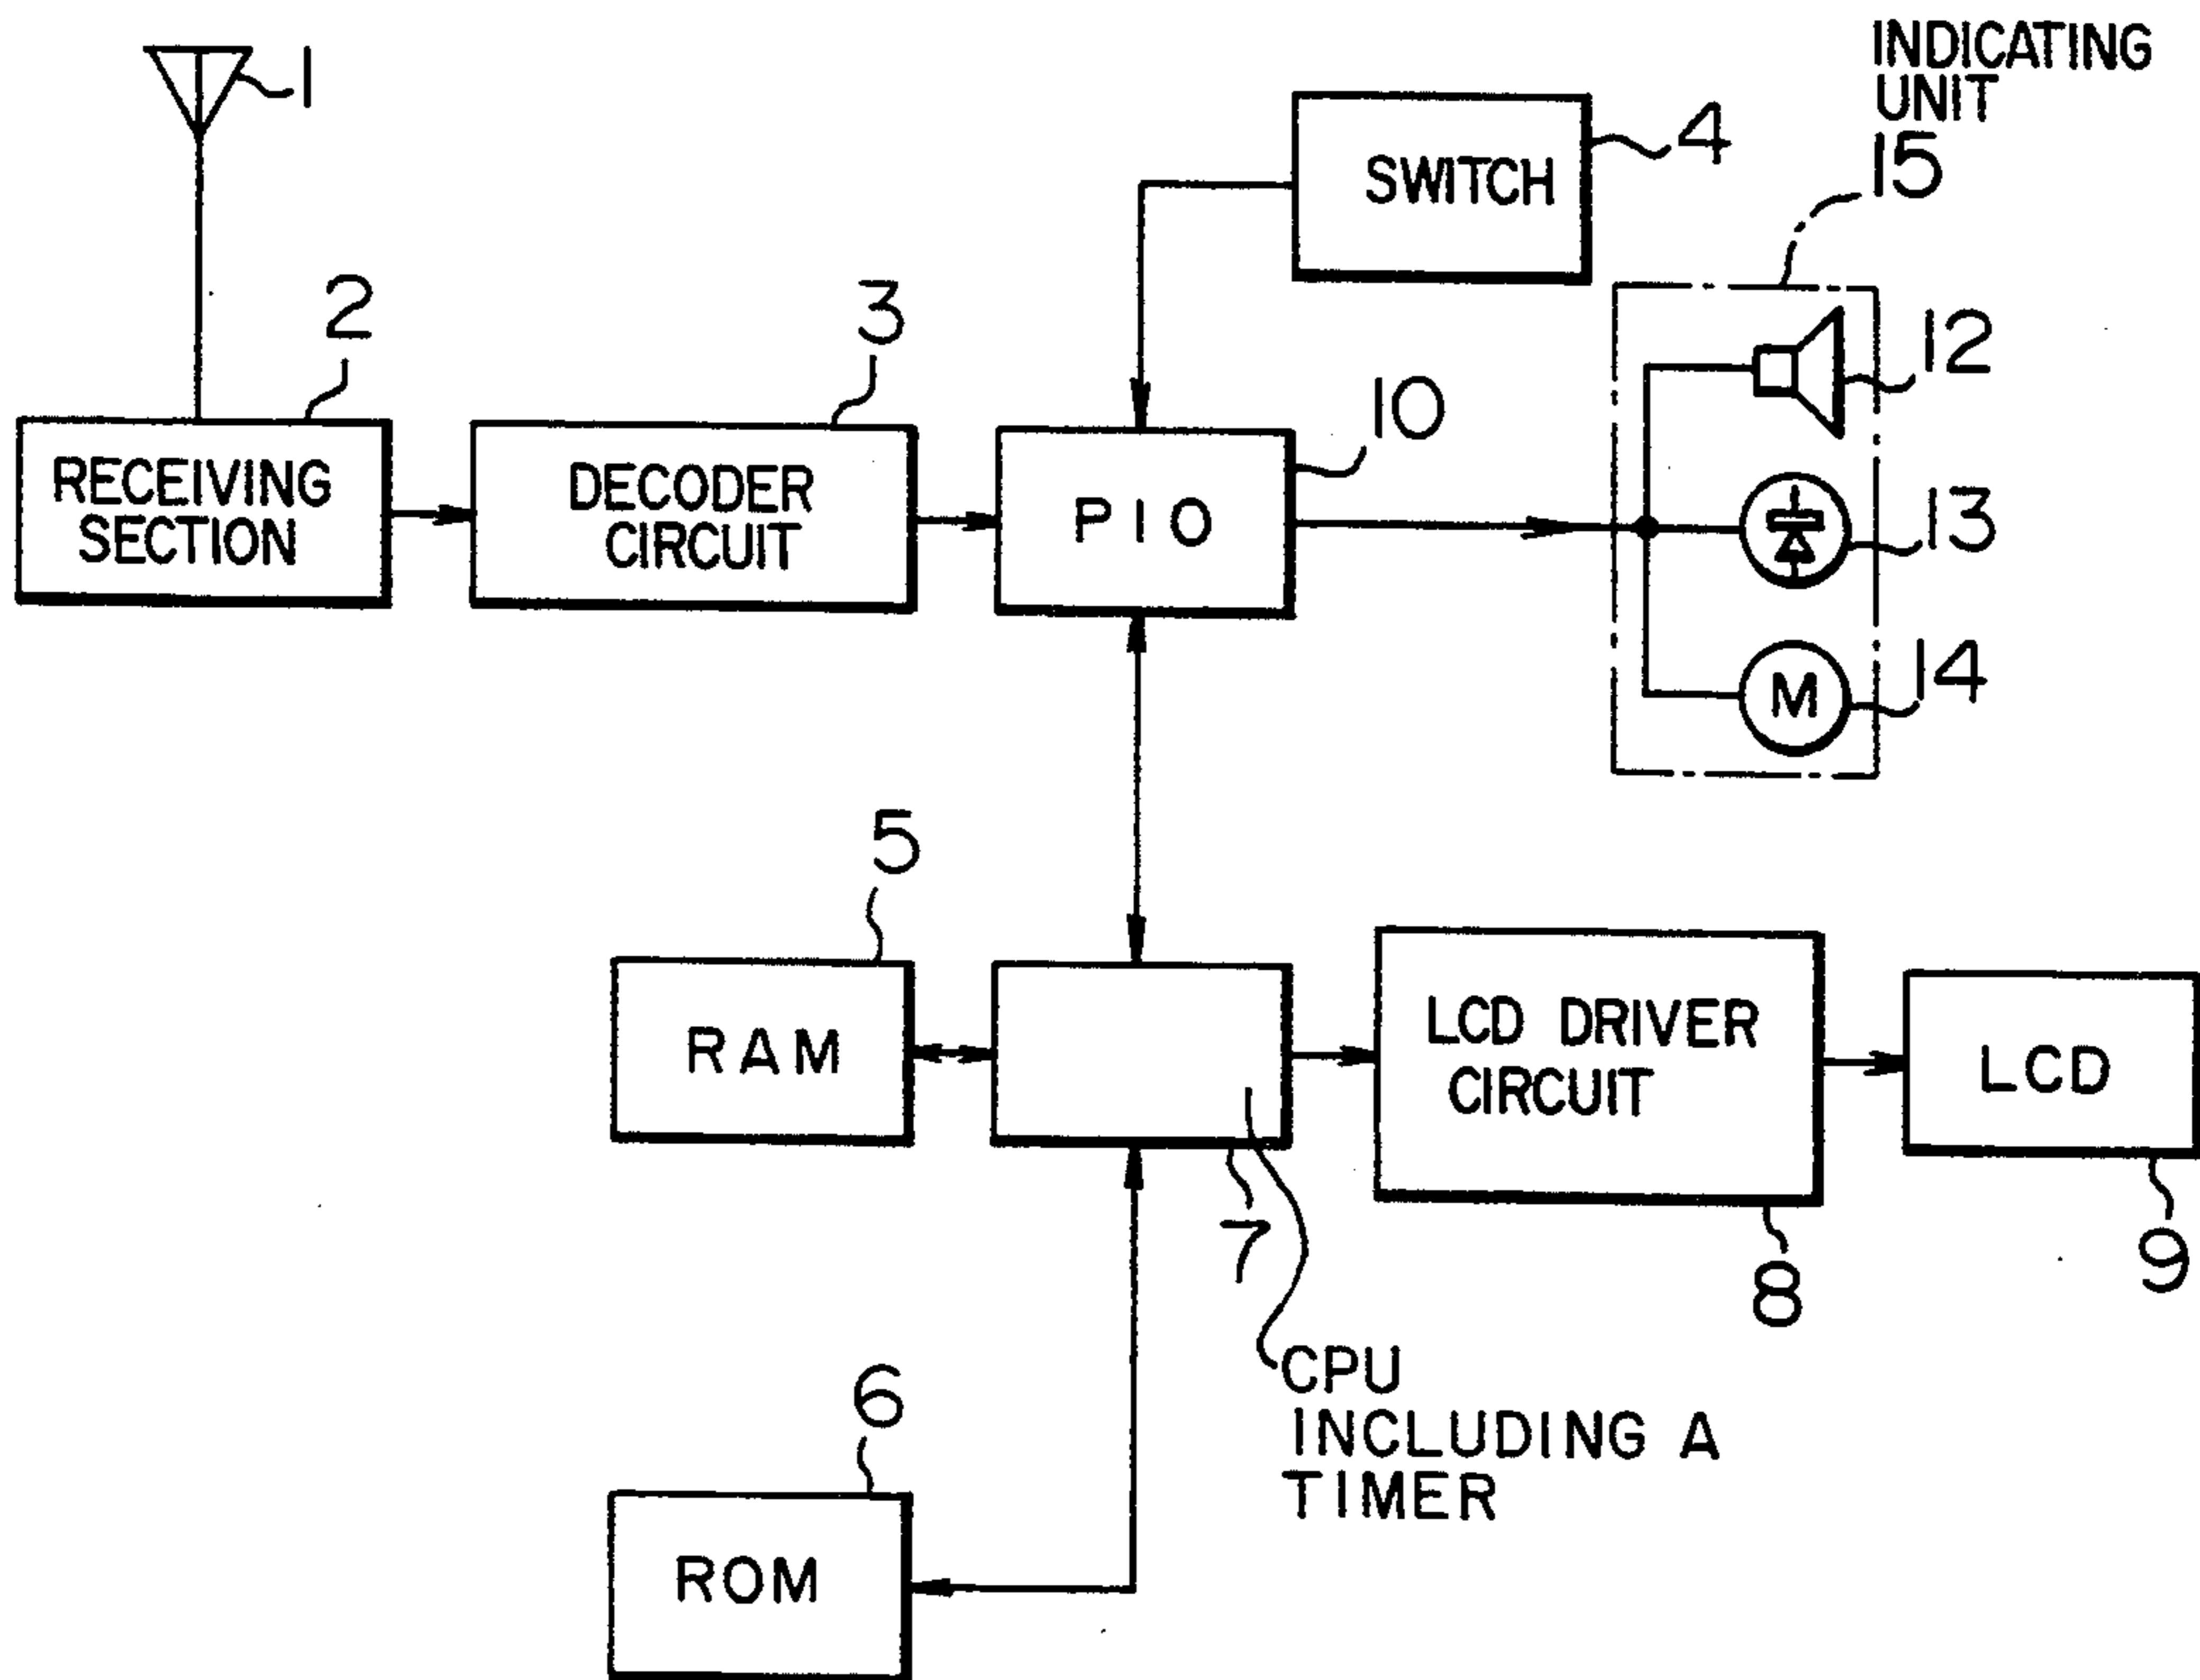 INDICATING
UNIT
15
1
SWITCH
4
2
3
10
12
RECEIVING
SECTION
DECODER
CIRCUIT
P I O
13
M
14
5
RAM
LCD DRIVER
CIRCUIT
LCD
7
8
9
CPU
INCLUDING A
TIMER
6
ROM